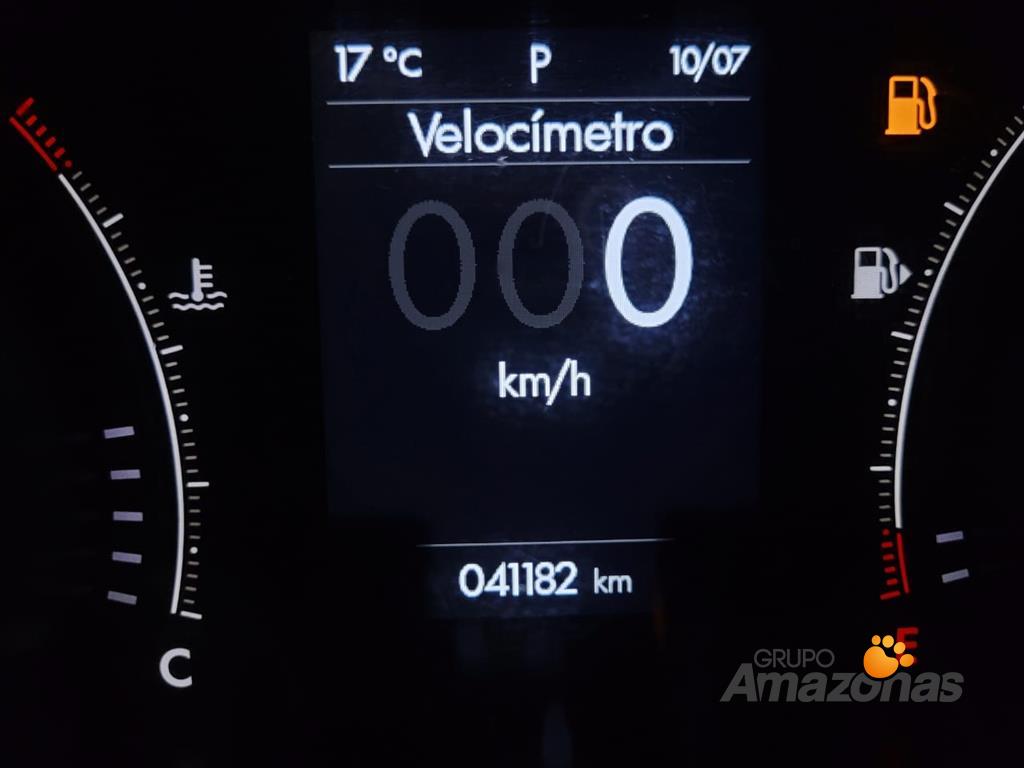 17 °C P 10/07
Velocímetro
000
km/h
041182 km
C
E
GRUPO
Amazonas